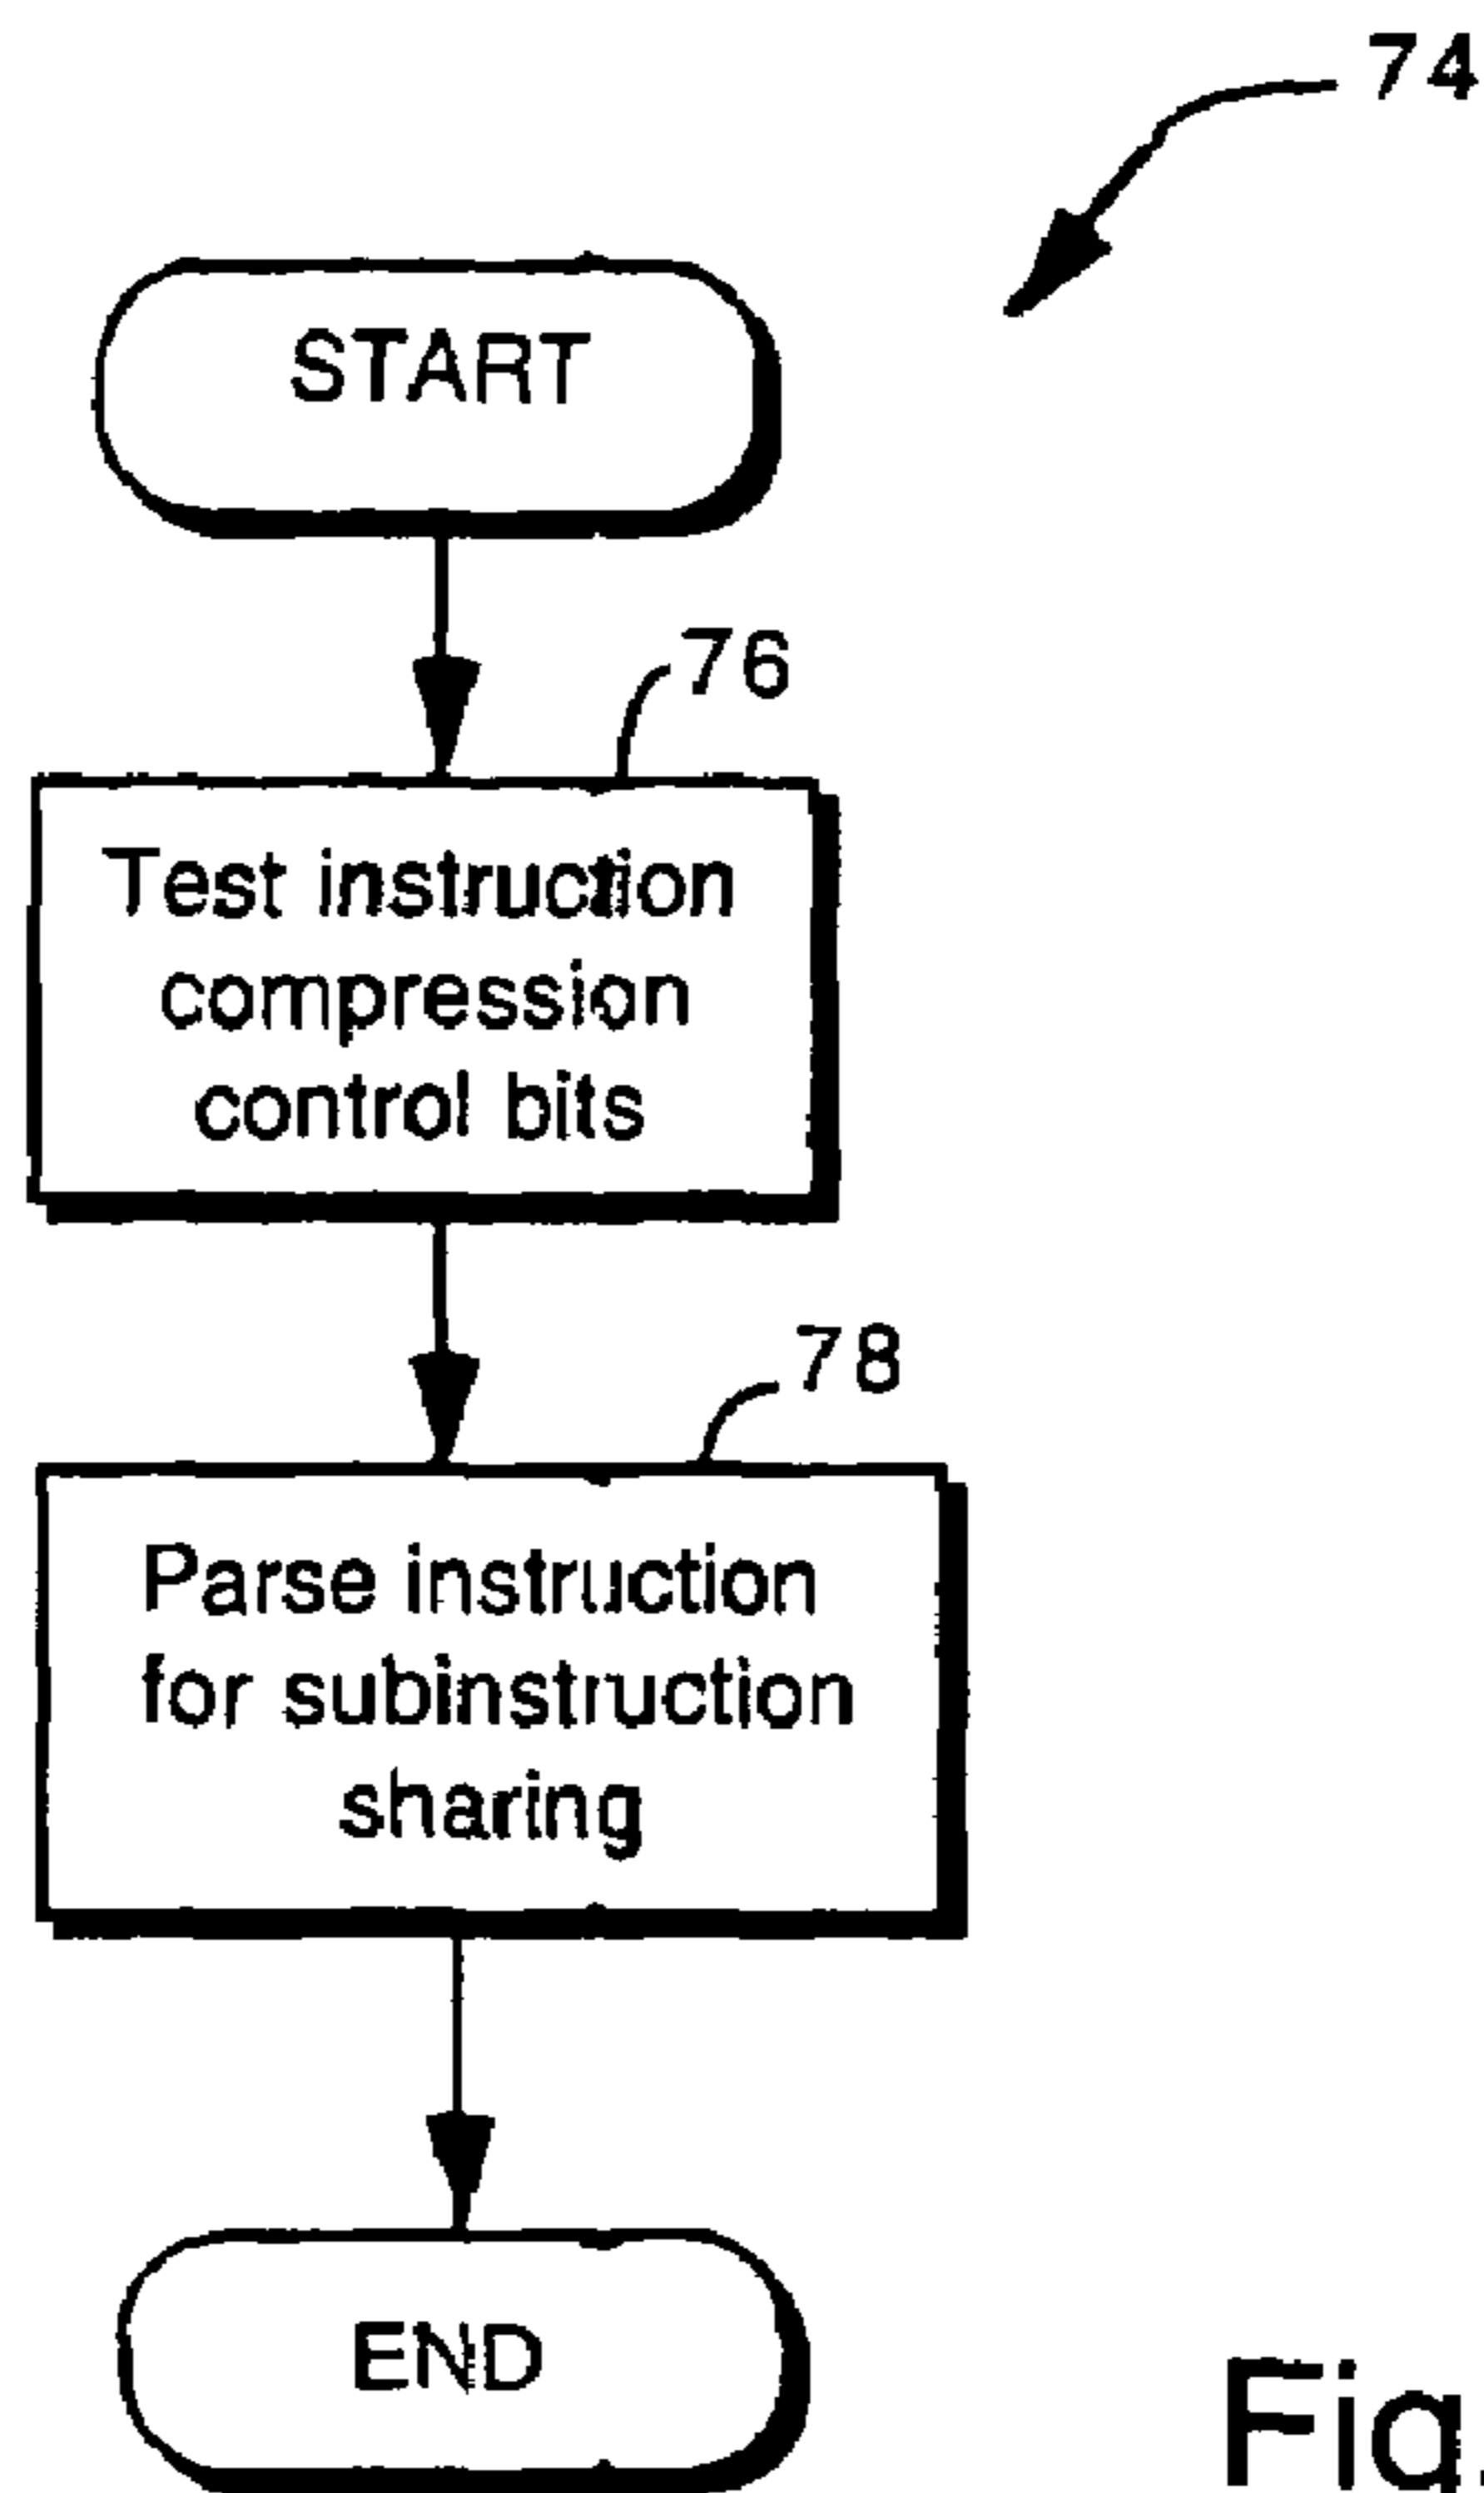 74
START
76
Test instruction
compression
control bits
78
Parse instruction
for subinstruction
sharing
END
Fig.